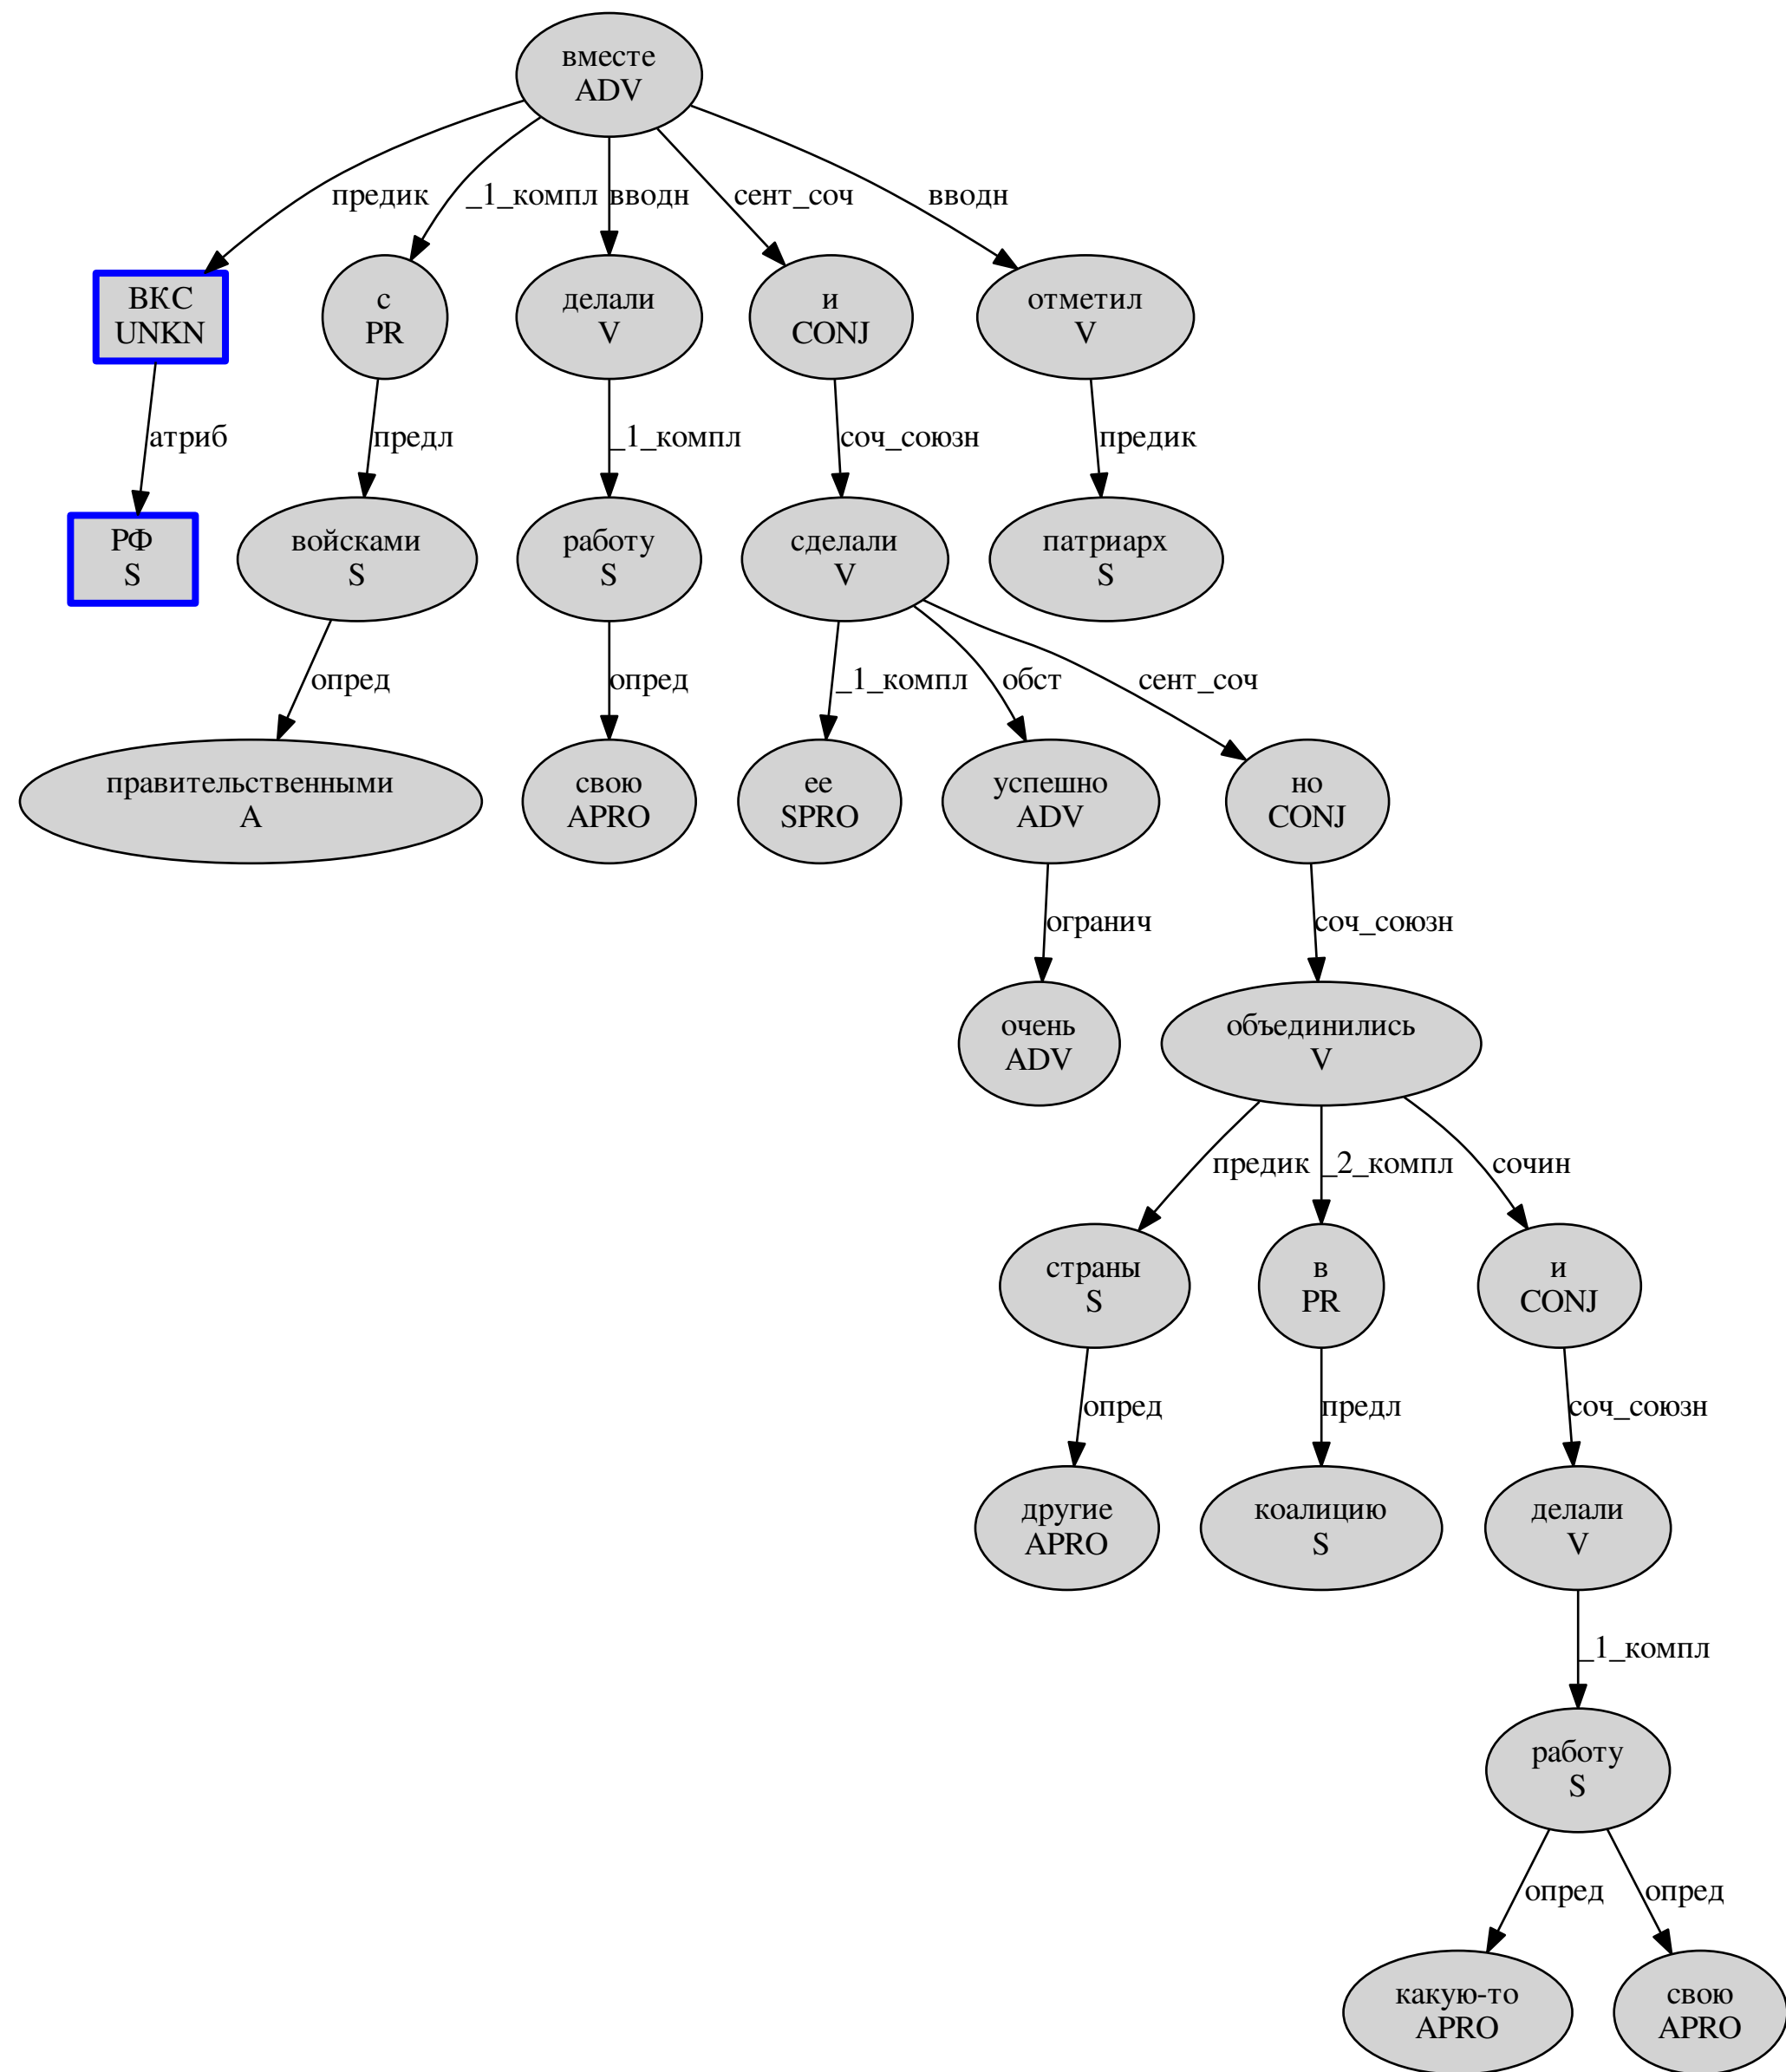 вместе
ADV
предик
_1_компл
вводн
сент_соч
вводн
ВКС
UNKN
с
PR
делали
V
и
CONJ
отметил
V
атриб
предл
_1_компл
соч_союзн
предик
РФ
S
войсками
S
работу
S
сделали
V
патриарх
S
опред
опред
_1_компл
обст
сент_соч
правительственными
A
свою
APRO
ее
SPRO
успешно
ADV
но
CONJ
огранич
соч_союзн
очень
ADV
объединились
V
предик
_2_компл
сочин
страны
S
в
PR
и
CONJ
опред
предл
соч_союзн
другие
APRO
коалицию
S
делали
V
_1_компл
работу
S
опред
опред
какую-то
APRO
свою
APRO